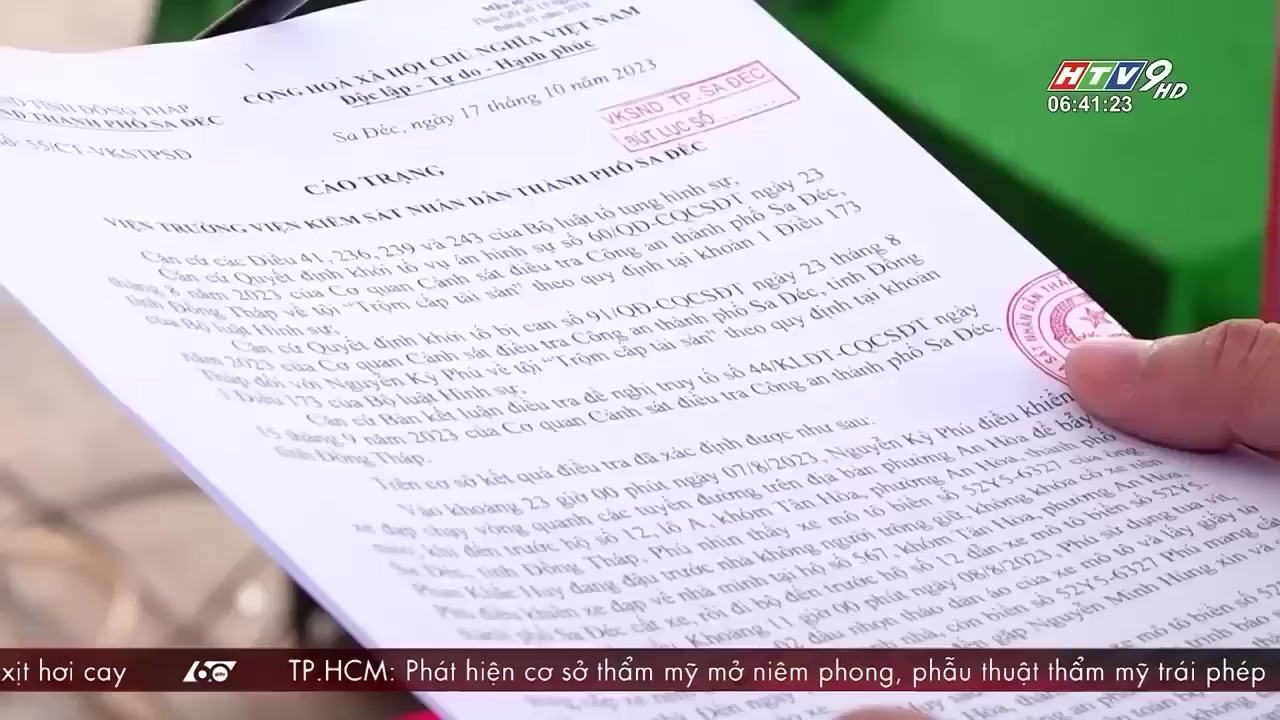 1
CỘNG HOÀ XÃ HỘI CHỦ NGHĨA VIỆT NAM
Độc lập - Tự do - Hạnh phúc
TỈNH ĐỒNG THÁP
THÀNH PHỐ SA ĐÉC
55/CT-VKSTPSĐ
Sa Đéc, ngày 17 tháng 10 năm 2023
VKSND TP. SA ĐÉC
BÚT LỤC SỐ
CÁO TRẠNG
VIỆN TRƯỞNG VIỆN KIỂM SÁT NHÂN DÂN THÀNH PHỐ SA ĐÉC
Căn cứ các Điều 41, 236, 239 và 243 của Bộ luật tố tụng hình sự;
Căn cứ Quyết định khởi tố vụ án hình sự số 60/QĐ-CQCSĐT ngày 23
tháng 8 năm 2023 của Cơ quan Cảnh sát điều tra Công an thành phố Sa Đéc,
tỉnh Đồng Tháp về tội "Trộm cắp tài sản" theo quy định tại khoản 1 Điều 173
của Bộ luật Hình sự;
Căn cứ Quyết định khởi tố bị can số 91/QĐ-CQCSĐT ngày 23 tháng 8
năm 2023 của Cơ quan Cảnh sát điều tra Công an thành phố Sa Đéc, tỉnh Đồng
Tháp đối với Nguyễn Kỳ Phú về tội "Trộm cắp tài sản" theo quy định tại khoản
1 Điều 173 của Bộ luật Hình sự;
Căn cứ Bản kết luận điều tra đề nghị truy tố số 44/KLĐT-CQCSĐT ngày
15 tháng 9 năm 2023 của Cơ quan Cảnh sát điều tra Công an thành phố Sa Đéc,
tỉnh Đồng Tháp.
Trên cơ sở kết quả điều tra đã xác định được như sau:
Vào khoảng 23 giờ 00 phút ngày 07/8/2023, Nguyễn Kỳ Phú điều khiển
xe đạp chạy vòng quanh các tuyến đường trên địa bàn phường An Hòa để
khi đến trước hộ số 12, lô A, khóm Tân Hòa, phường An Hòa, thành phố
Sa Đéc, tỉnh Đồng Tháp, Phú nhìn thấy xe mô tô biển số 52Y5-6327 của ông
Phan Khắc Huy đang đậu trước nhà không người trông giữ, không khóa cổ xe nên
Phú điều khiển xe đạp về nhà mình tại hộ số 567, khóm Tân Hòa, phường An Hòa,
thành phố Sa Đéc cất xe, rồi đi bộ đến trước hộ số 12 dẫn xe mô tô biển số 52Y5-
Khoảng 11 giờ 00 phút ngày 08/8/2023, Phú sử dụng tua vít,
02 đầu nhọn tháo dàn áo của xe mô tô và lấy giấy tờ
nhà, còn biển số 52Y5-6327 Phú mang
gặp Nguyễn Minh Hùng xin và
xe mô tô biển số
SÁT NHÂN DÂN
HTV9 HD
06:41:23
xịt hơi cay 60 TP.HCM: Phát hiện cơ sở thẩm mỹ mở niêm phong, phẫu thuật thẩm mỹ trái phép